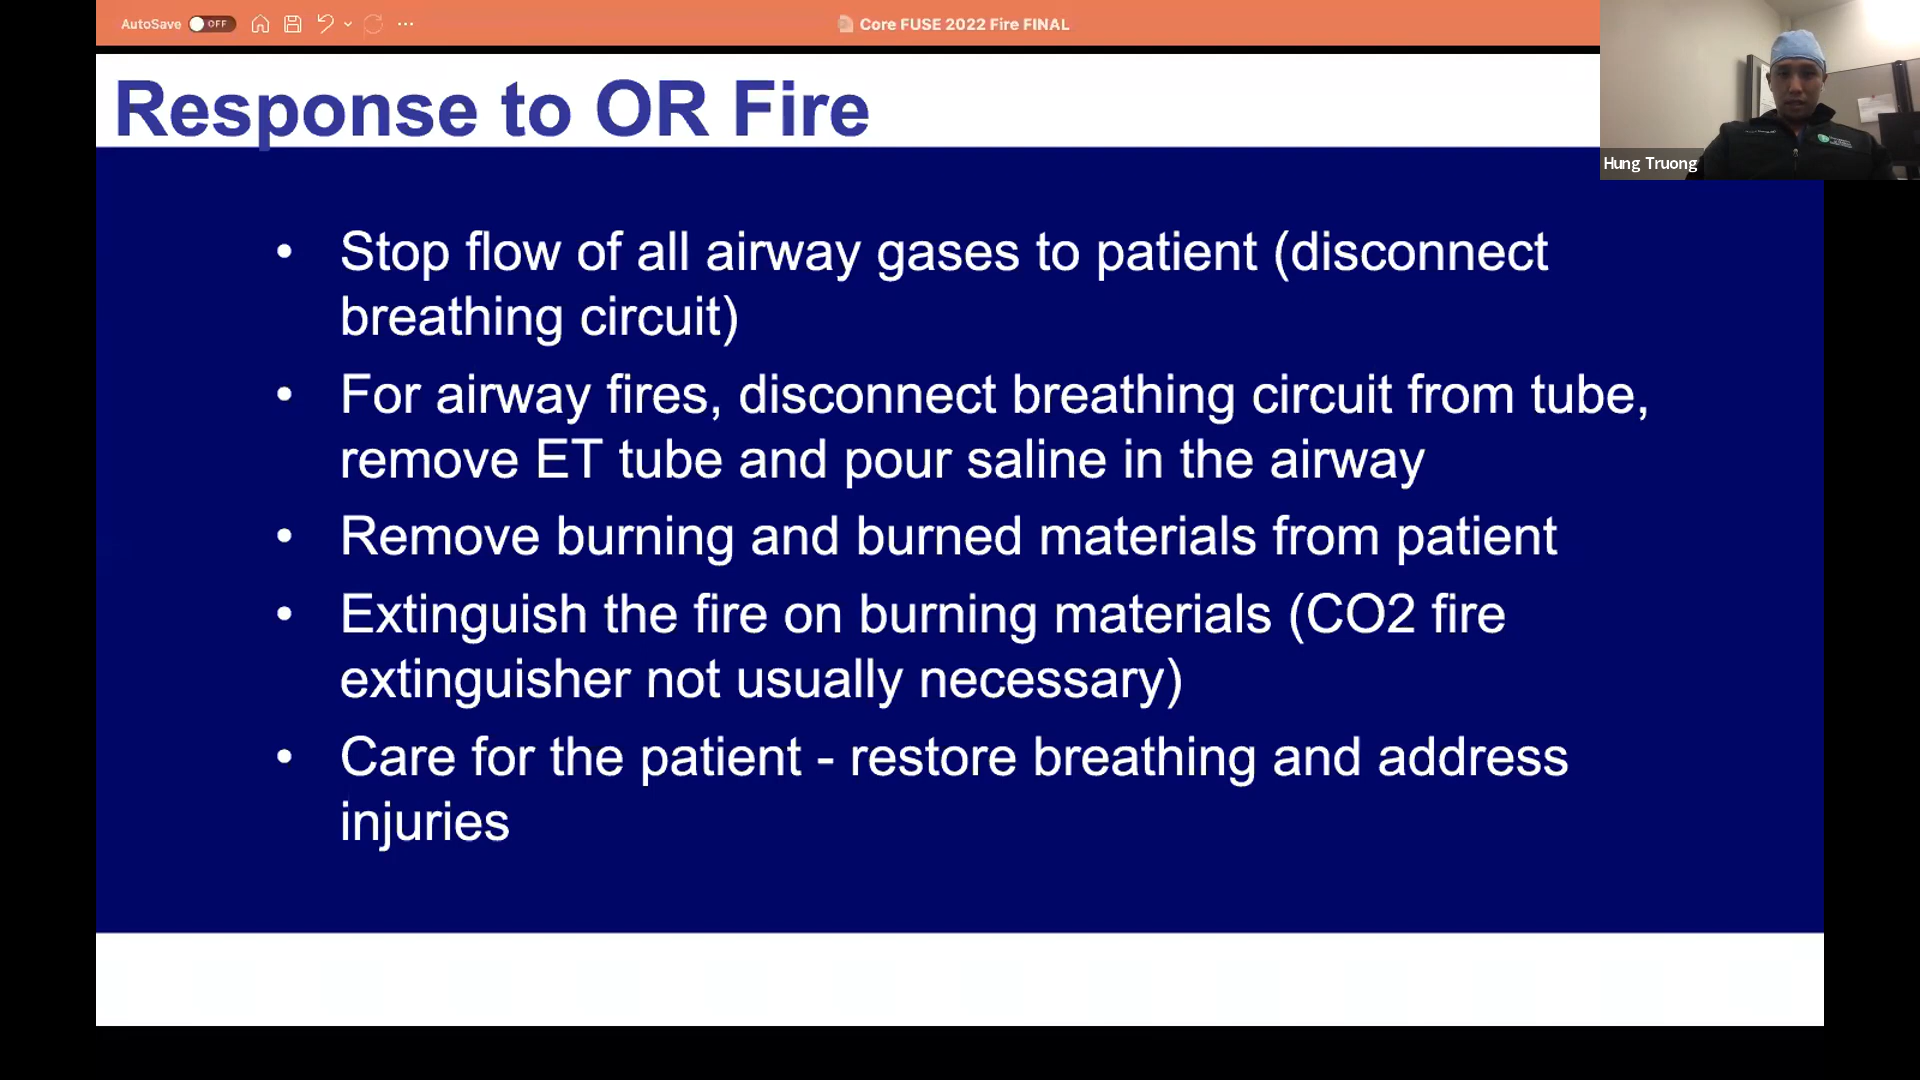 AutoSave OFF
Core FUSE 2022 Fire FINAL
Response to OR Fire
Hung Truong
• Stop flow of all airway gases to patient (disconnect
breathing circuit)
• For airway fires, disconnect breathing circuit from tube,
remove ET tube and pour saline in the airway
• Remove burning and burned materials from patient
• Extinguish the fire on burning materials (CO2 fire
extinguisher not usually necessary)
• Care for the patient - restore breathing and address
injuries